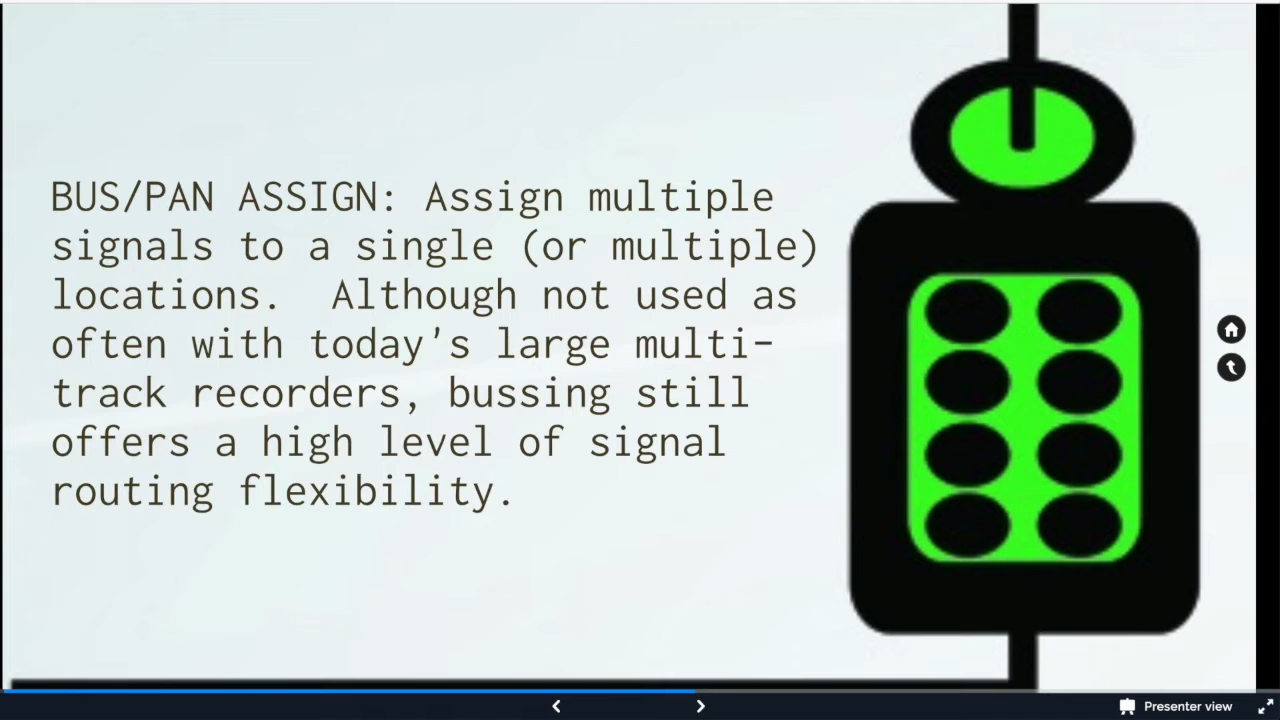 BUS/PAN ASSIGN: Assign multiple
signals to a single (or multiple)
locations.  Although not used as
often with today's large multi-
track recorders, bussing still
offers a high level of signal
routing flexibility.
Presenter view